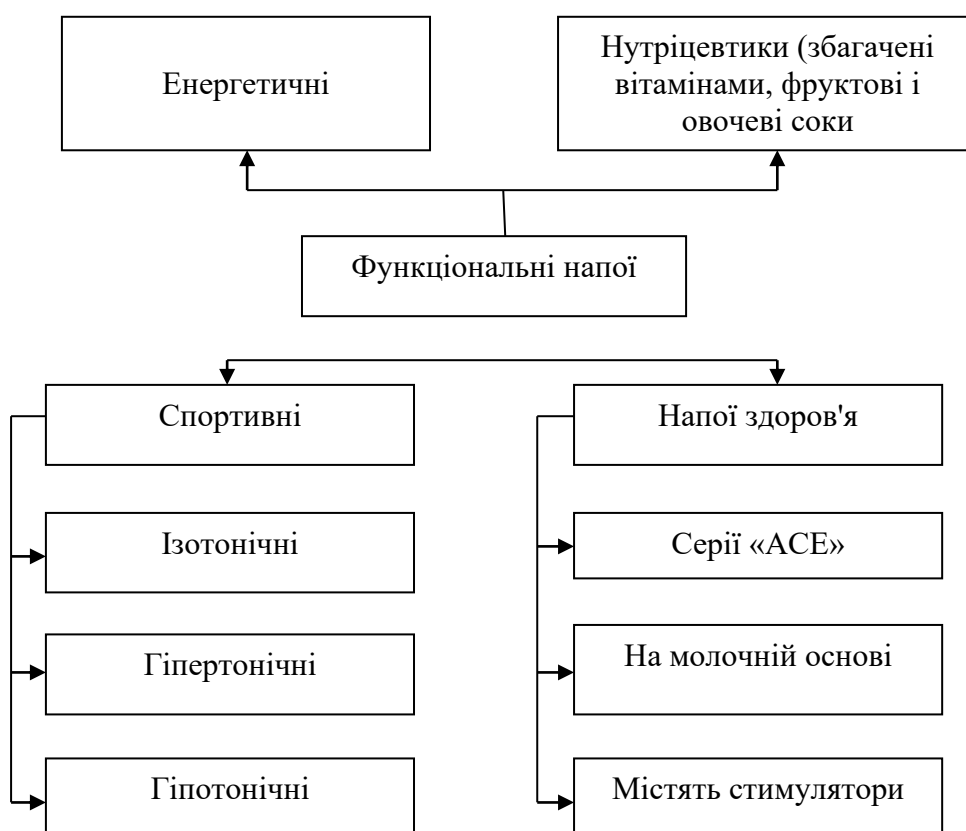 Енергетичні
Нутріцевтики (збагачені
вітамінами, фруктові і
овочеві соки
Функціональні напої
Спортивні
Напої здоров'я
Ізотонічні
Серії «АСЕ»
Гіпертонічні
На молочній основі
Гіпотонічні
Містять стимулятори